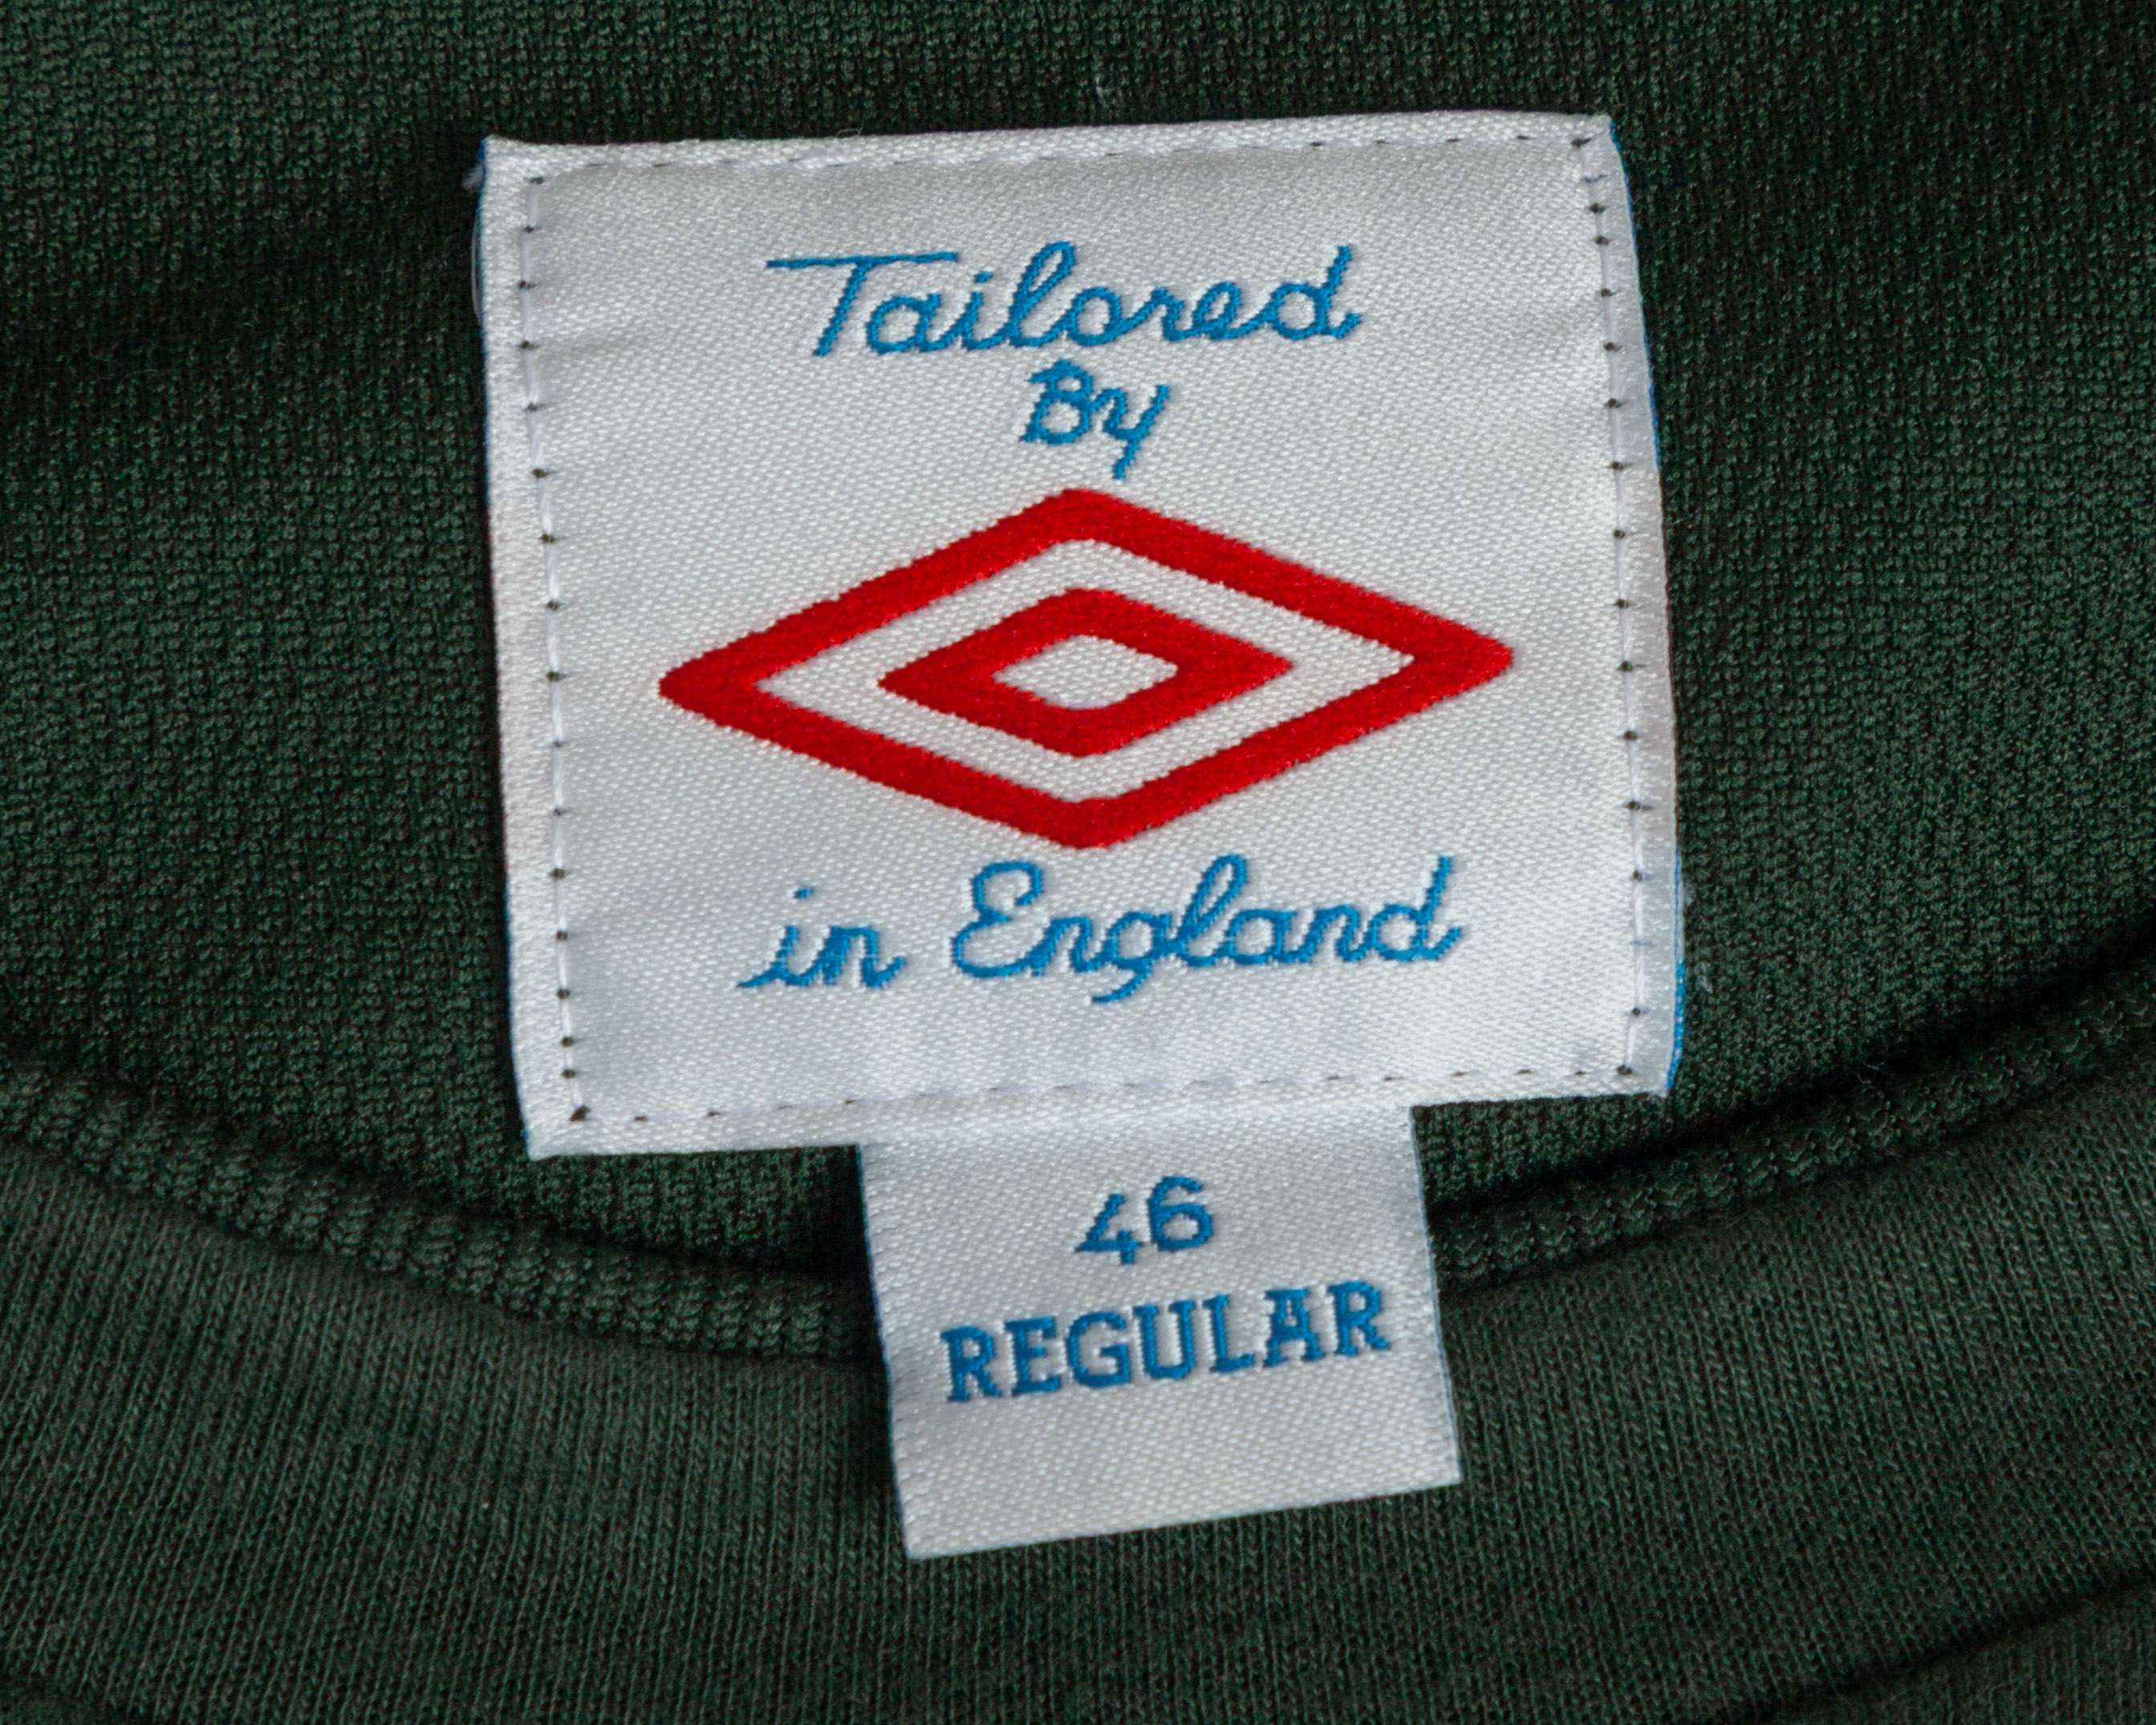 Tailored
By
in England
46
REGULAR